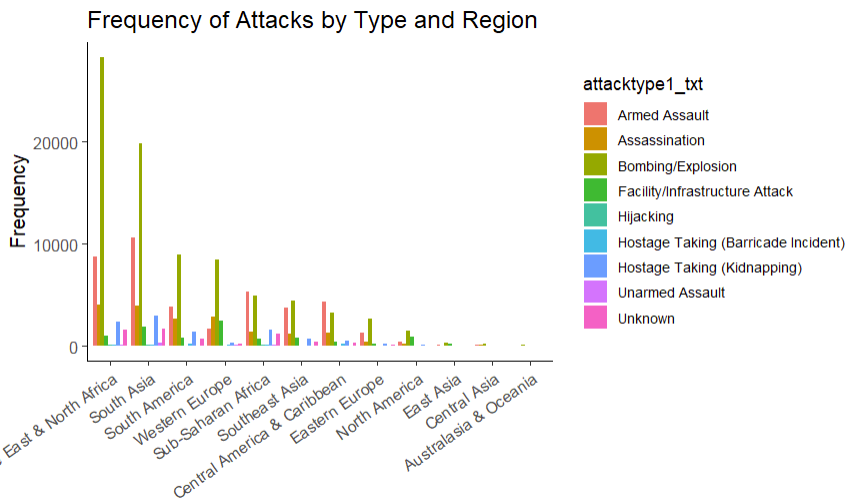 Frequency of Attacks by Type and Region
Frequency
20000
10000
0
East & North Africa
South Asia
South America
Western Europe
Sub-Saharan Africa
Southeast Asia
Central America & Caribbean
Eastern Europe
North America
East Asia
Central Asia
Australasia & Oceania
attacktype1_txt
Armed Assault
Assassination
Bombing/Explosion
Facility/Infrastructure Attack
Hijacking
Hostage Taking (Barricade Incident)
Hostage Taking (Kidnapping)
Unarmed Assault
Unknown